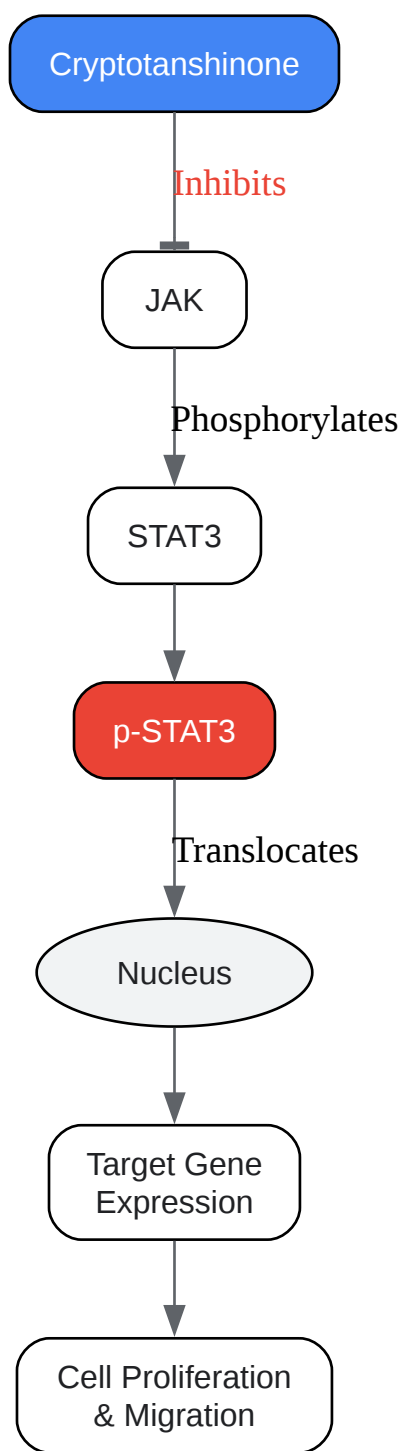 Cryptotanshinone
Inhibits
JAK
Phosphorylates
STAT3
p-STAT3
Translocates
Nucleus
Target Gene
Expression
Cell Proliferation
& Migration